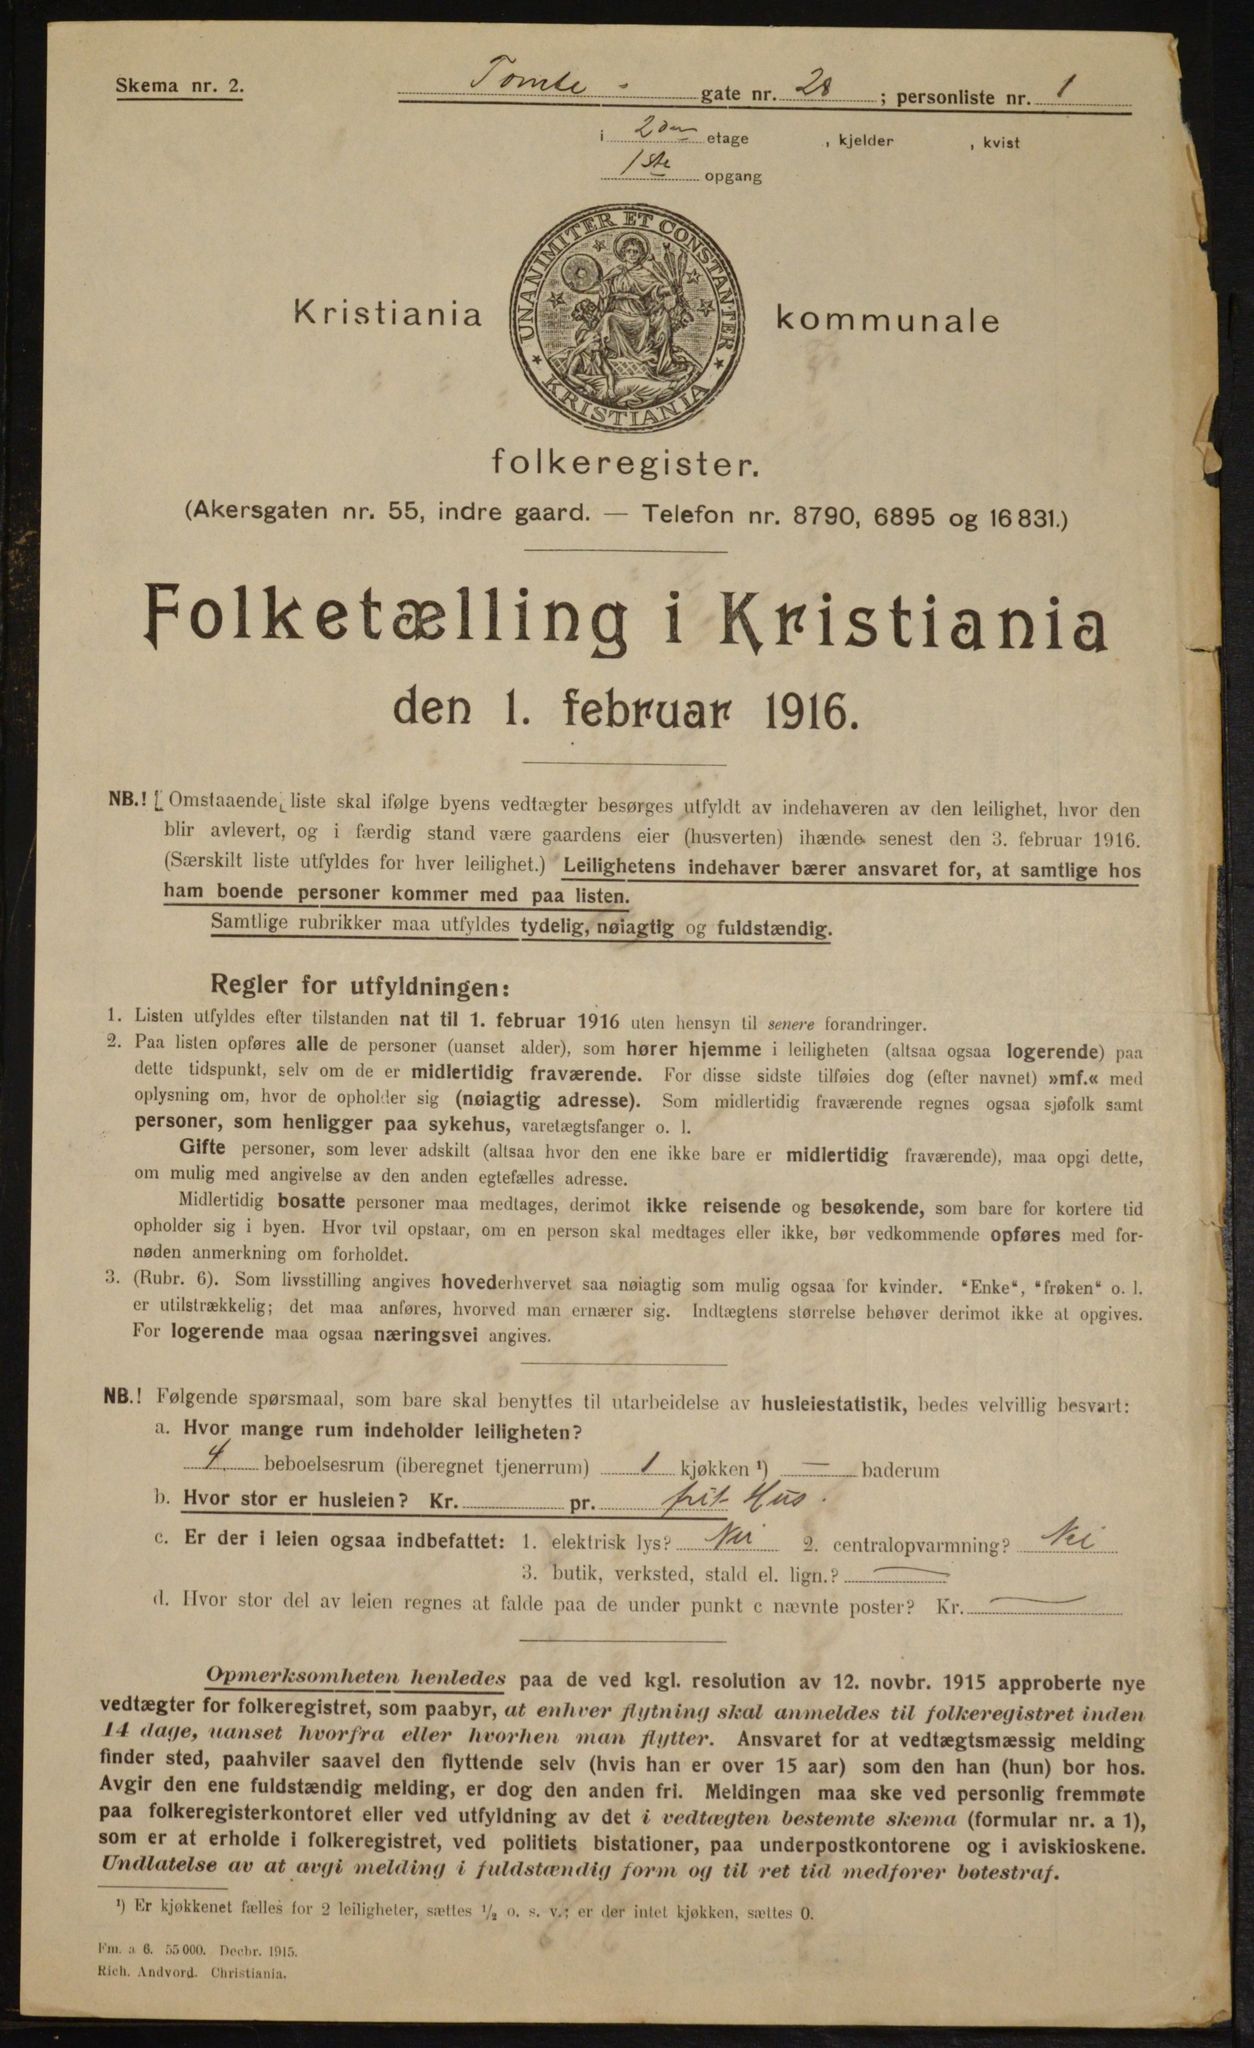 Skema nr. 2.
Tomte - gate nr. 28 ; personliste nr. 1
i 2den etage , kjelder , kvist
1ste opgang
UNANIMITER ET CONSTANTER
★ KRISTIANIA ★
Kristiania kommunale
folkeregister.
(Akersgaten nr. 55, indre gaard. — Telefon nr. 8790, 6895 og 16 831.)
Folketælling i Kristiania
den 1. februar 1916.
NB.! [Omstaaende] liste skal ifølge byens vedtægter besørges utfyldt av indehaveren av den leilighet, hvor den
blir avlevert, og i færdig stand være gaardens eier (husverten) ihænde senest den 3. februar 1916.
(Særskilt liste utfyldes for hver leilighet.) Leilighetens indehaver bærer ansvaret for, at samtlige hos
ham boende personer kommer med paa listen.
Samtlige rubrikker maa utfyldes tydelig, nøiagtig og fuldstændig.
Regler for utfyldningen:
1. Listen utfyldes efter tilstanden nat til 1. februar 1916 uten hensyn til senere forandringer.
2. Paa listen opføres alle de personer (uanset alder), som hører hjemme i leiligheten (altsaa ogsaa logerende) paa
dette tidspunkt, selv om de er midlertidig fraværende. For disse sidste tilføies dog (efter navnet) »mf.« med
oplysning om, hvor de opholder sig (nøiagtig adresse). Som midlertidig fraværende regnes ogsaa sjøfolk samt
personer, som henligger paa sykehus, varetægtsfanger o. l.
Gifte personer, som lever adskilt (altsaa hvor den ene ikke bare er midlertidig fraværende), maa opgi dette,
om mulig med angivelse av den anden egtefælles adresse.
Midlertidig bosatte personer maa medtages, derimot ikke reisende og besøkende, som bare for kortere tid
opholder sig i byen. Hvor tvil opstaar, om en person skal medtages eller ikke, bør vedkommende opføres med for-
nøden anmerkning om forholdet.
3. (Rubr. 6). Som livsstilling angives hovederhvervet saa nøiagtig som mulig ogsaa for kvinder. "Enke", "frøken" o. l.
er utilstrækkelig; det maa anføres, hvorved man ernærer sig. Indtægtens størrelse behøver derimot ikke at opgives.
For logerende maa ogsaa næringsvei angives.
NB.! Følgende spørsmaal, som bare skal benyttes til utarbeidelse av husleiestatistik, bedes velvillig besvart:
a. Hvor mange rum indeholder leiligheten?
4 beboelsesrum (iberegnet tjenerrum) 1 kjøkken ¹) — baderum
b. Hvor stor er husleien? Kr. pr. frit Hus.
c. Er der i leien ogsaa indbefattet: 1. elektrisk lys? Nei 2. centralopvarmning? Nei
3. butik, verksted, stald el. lign.? —
d. Hvor stor del av leien regnes at falde paa de under punkt c nævnte poster? Kr. —
Opmerksomheten henledes paa de ved kgl. resolution av 12. novbr. 1915 approberte nye
vedtægter for folkeregistret, som paabyr, at enhver flytning skal anmeldes til folkeregistret inden
14 dage, uanset hvorfra eller hvorhen man flytter. Ansvaret for at vedtægtsmæssig melding
finder sted, paahviler saavel den flyttende selv (hvis han er over 15 aar) som den han (hun) bor hos.
Avgir den ene fuldstændig melding, er dog den anden fri. Meldingen maa ske ved personlig fremmøte
paa folkeregisterkontoret eller ved utfyldning av det i vedtægten bestemte skema (formular nr. a 1),
som er at erholde i folkeregistret, ved politiets bistationer, paa underpostkontorene og i aviskioskene.
Undlatelse av at avgi melding i fuldstændig form og til ret tid medfører bøtestraf.
¹) Er kjøkkenet fælles for 2 leiligheter, sættes ½ o. s. v.; er der intet kjøkken, sættes 0.
Fm. a 6. 55 000. Decbr. 1915.
Rich. Andvord. Christiania.